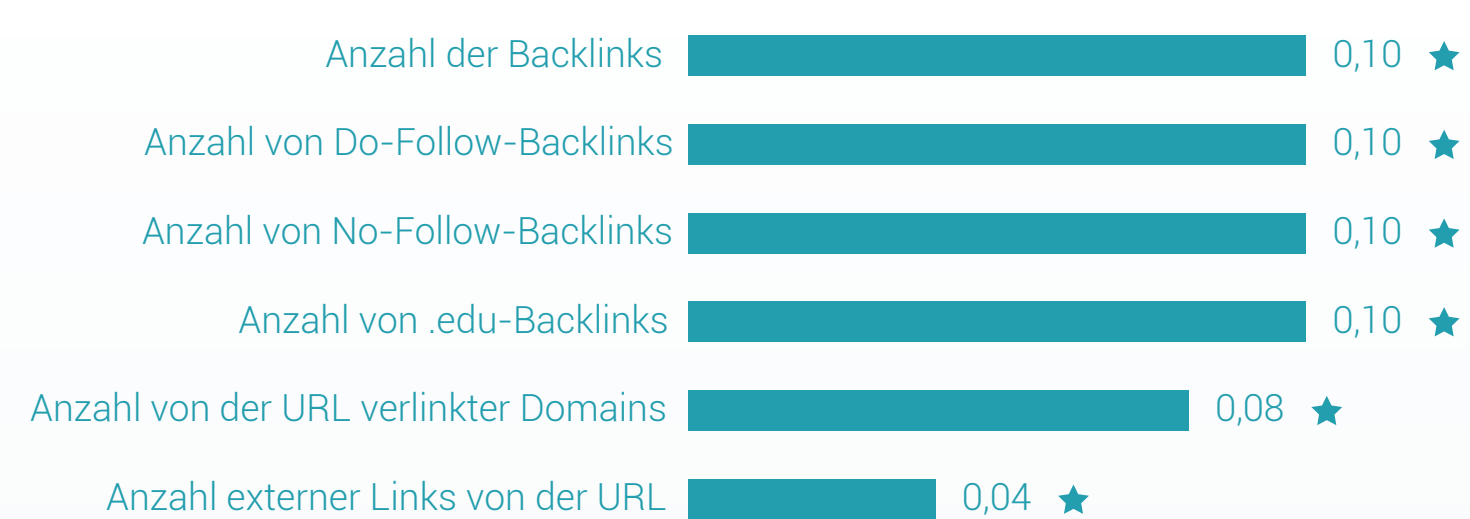 Anzahl der Backlinks 0,10
Anzahl von Do-Follow-Backlinks 0,10
Anzahl von No-Follow-Backlinks 0,10
Anzahl von .edu-Backlinks 0,10
Anzahl von der URL verlinkter Domains 0,08
Anzahl externer Links von der URL 0,04